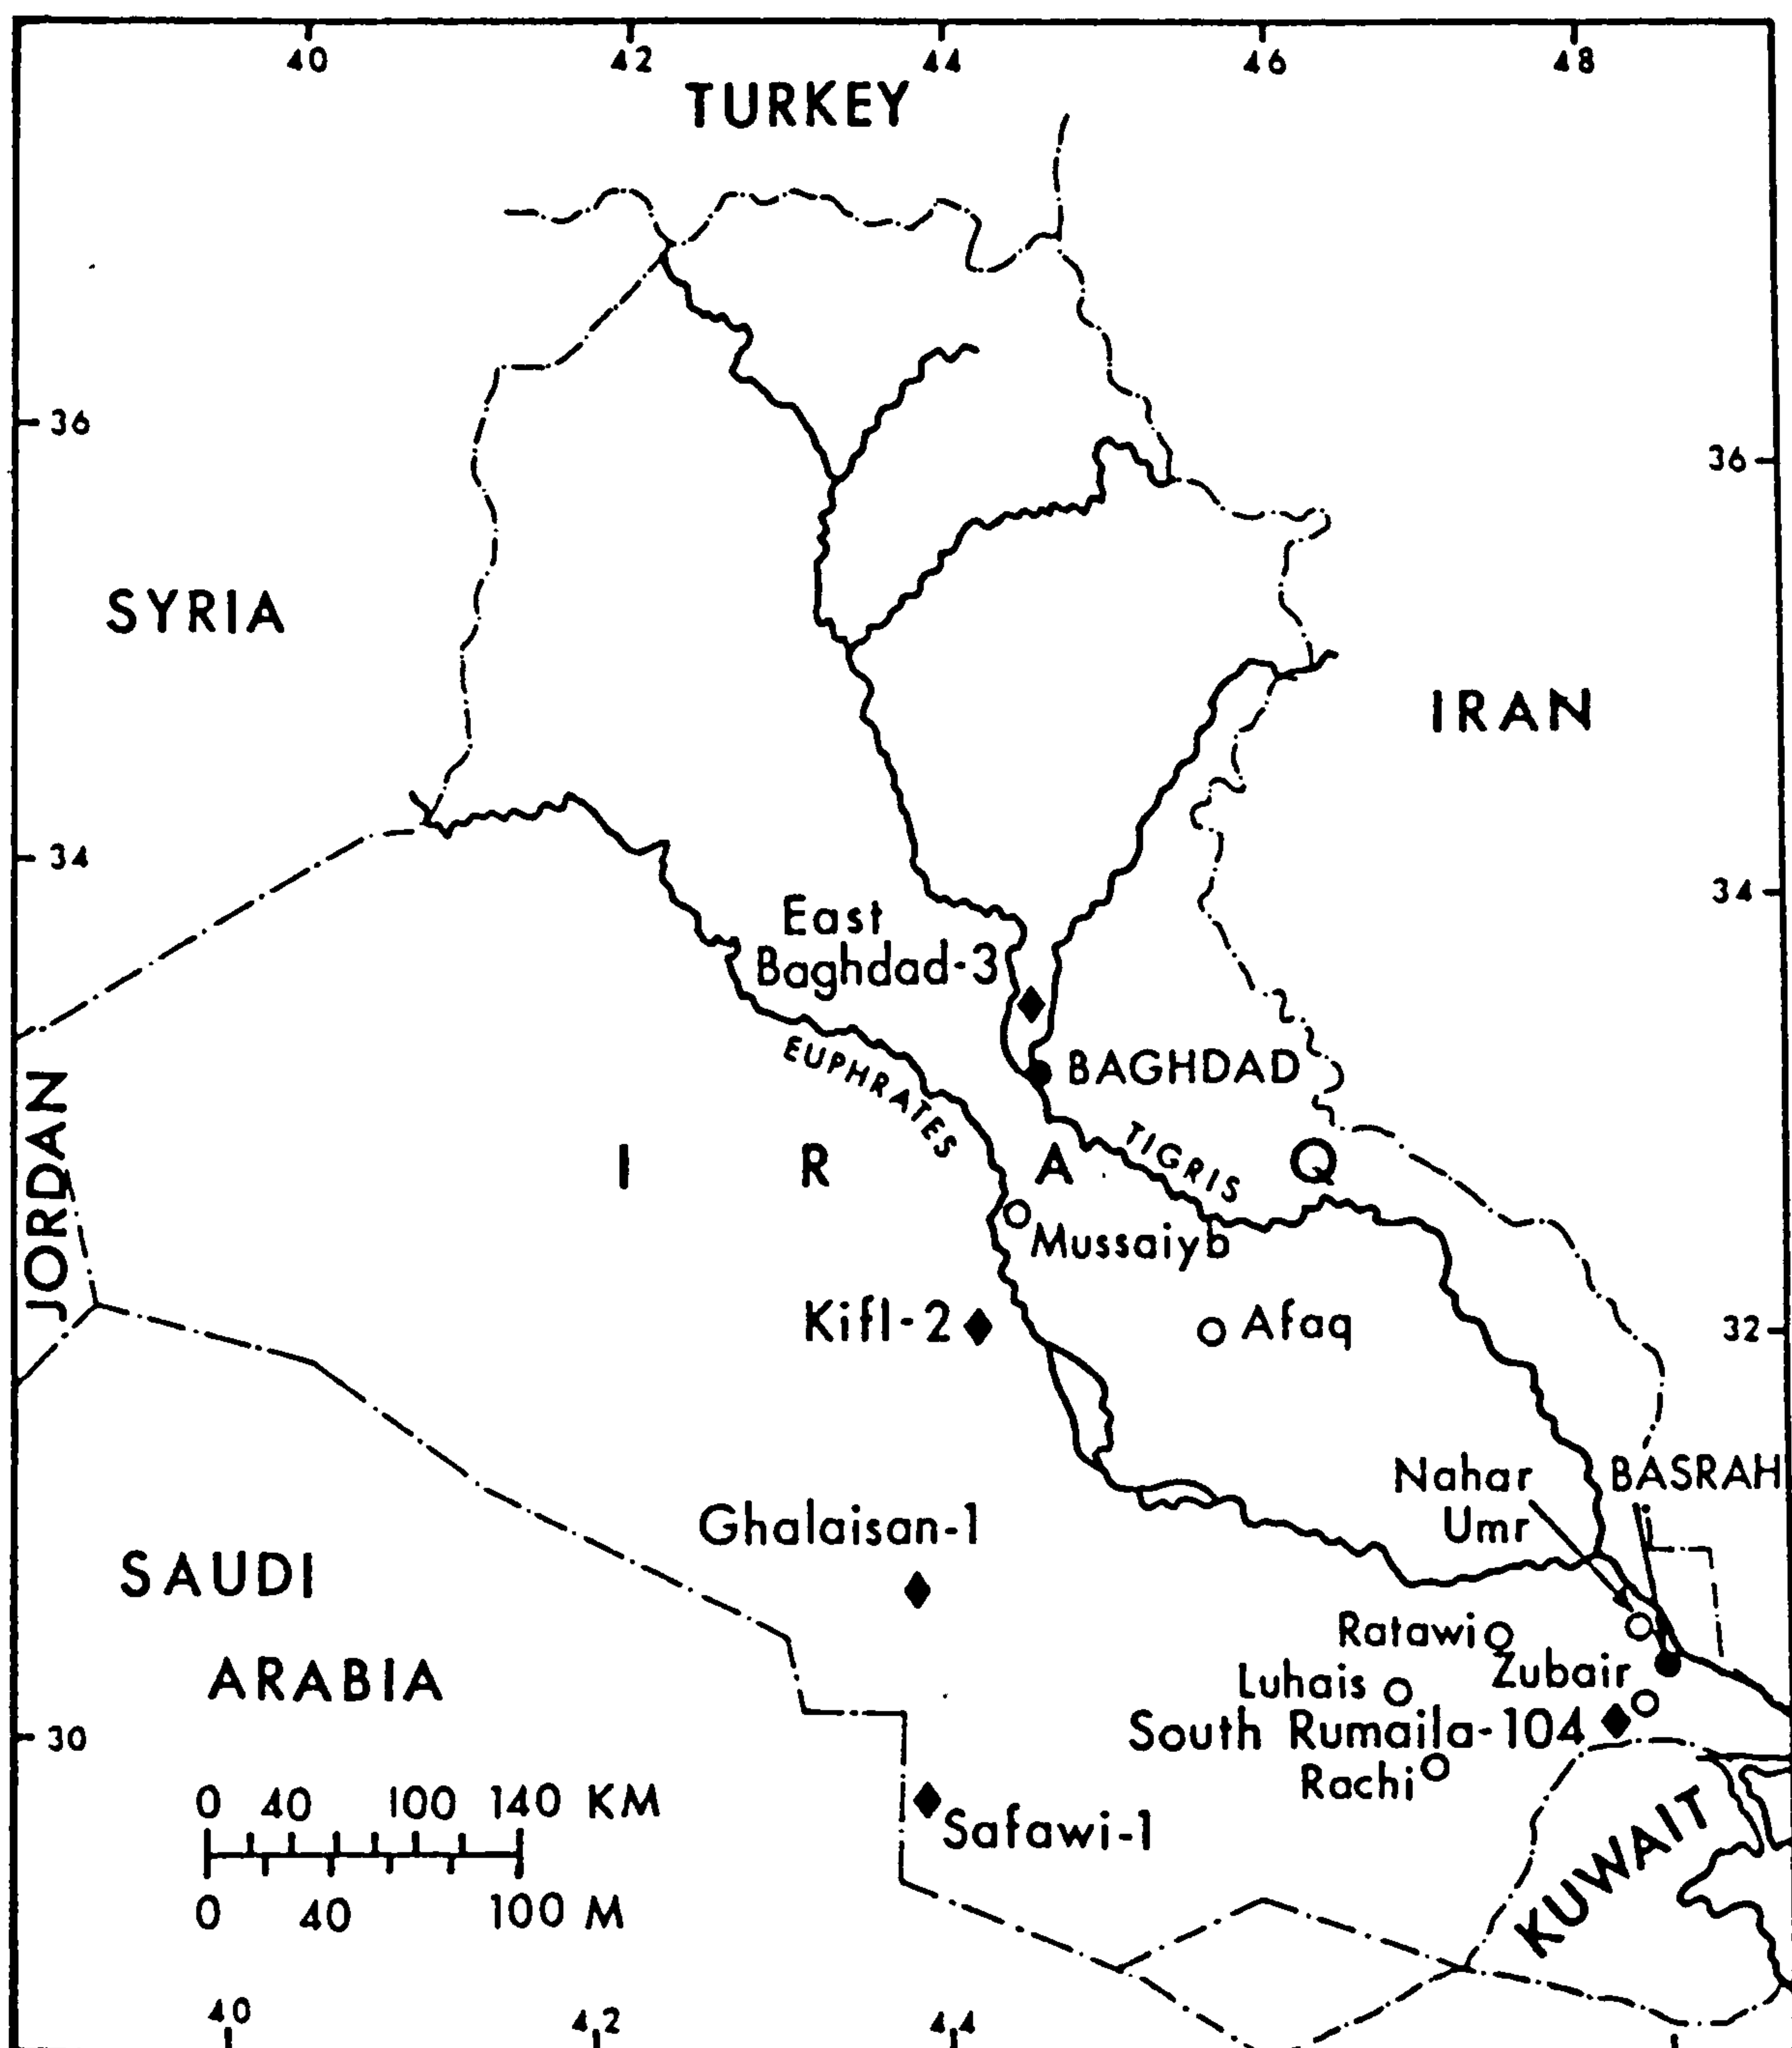 40 42 44 46 48
TURKEY
36
36
SYRIA
IRAN
34
34
East
Baghdad-3
EUPHRATES
BAGHDAD
JORDAN
TIGRIS
I R A Q
Mussaiyb
Kifl-2
Afaq
32
Nahar
Umr
BASRAH
Ghalaisan-1
SAUDI
ARABIA
Ratawi
Zubair
Luhais
South Rumaila-104
Rachi
30
Safawi-1
KUWAIT
0 40 100 140 KM
0 40 100 M
40 42 44